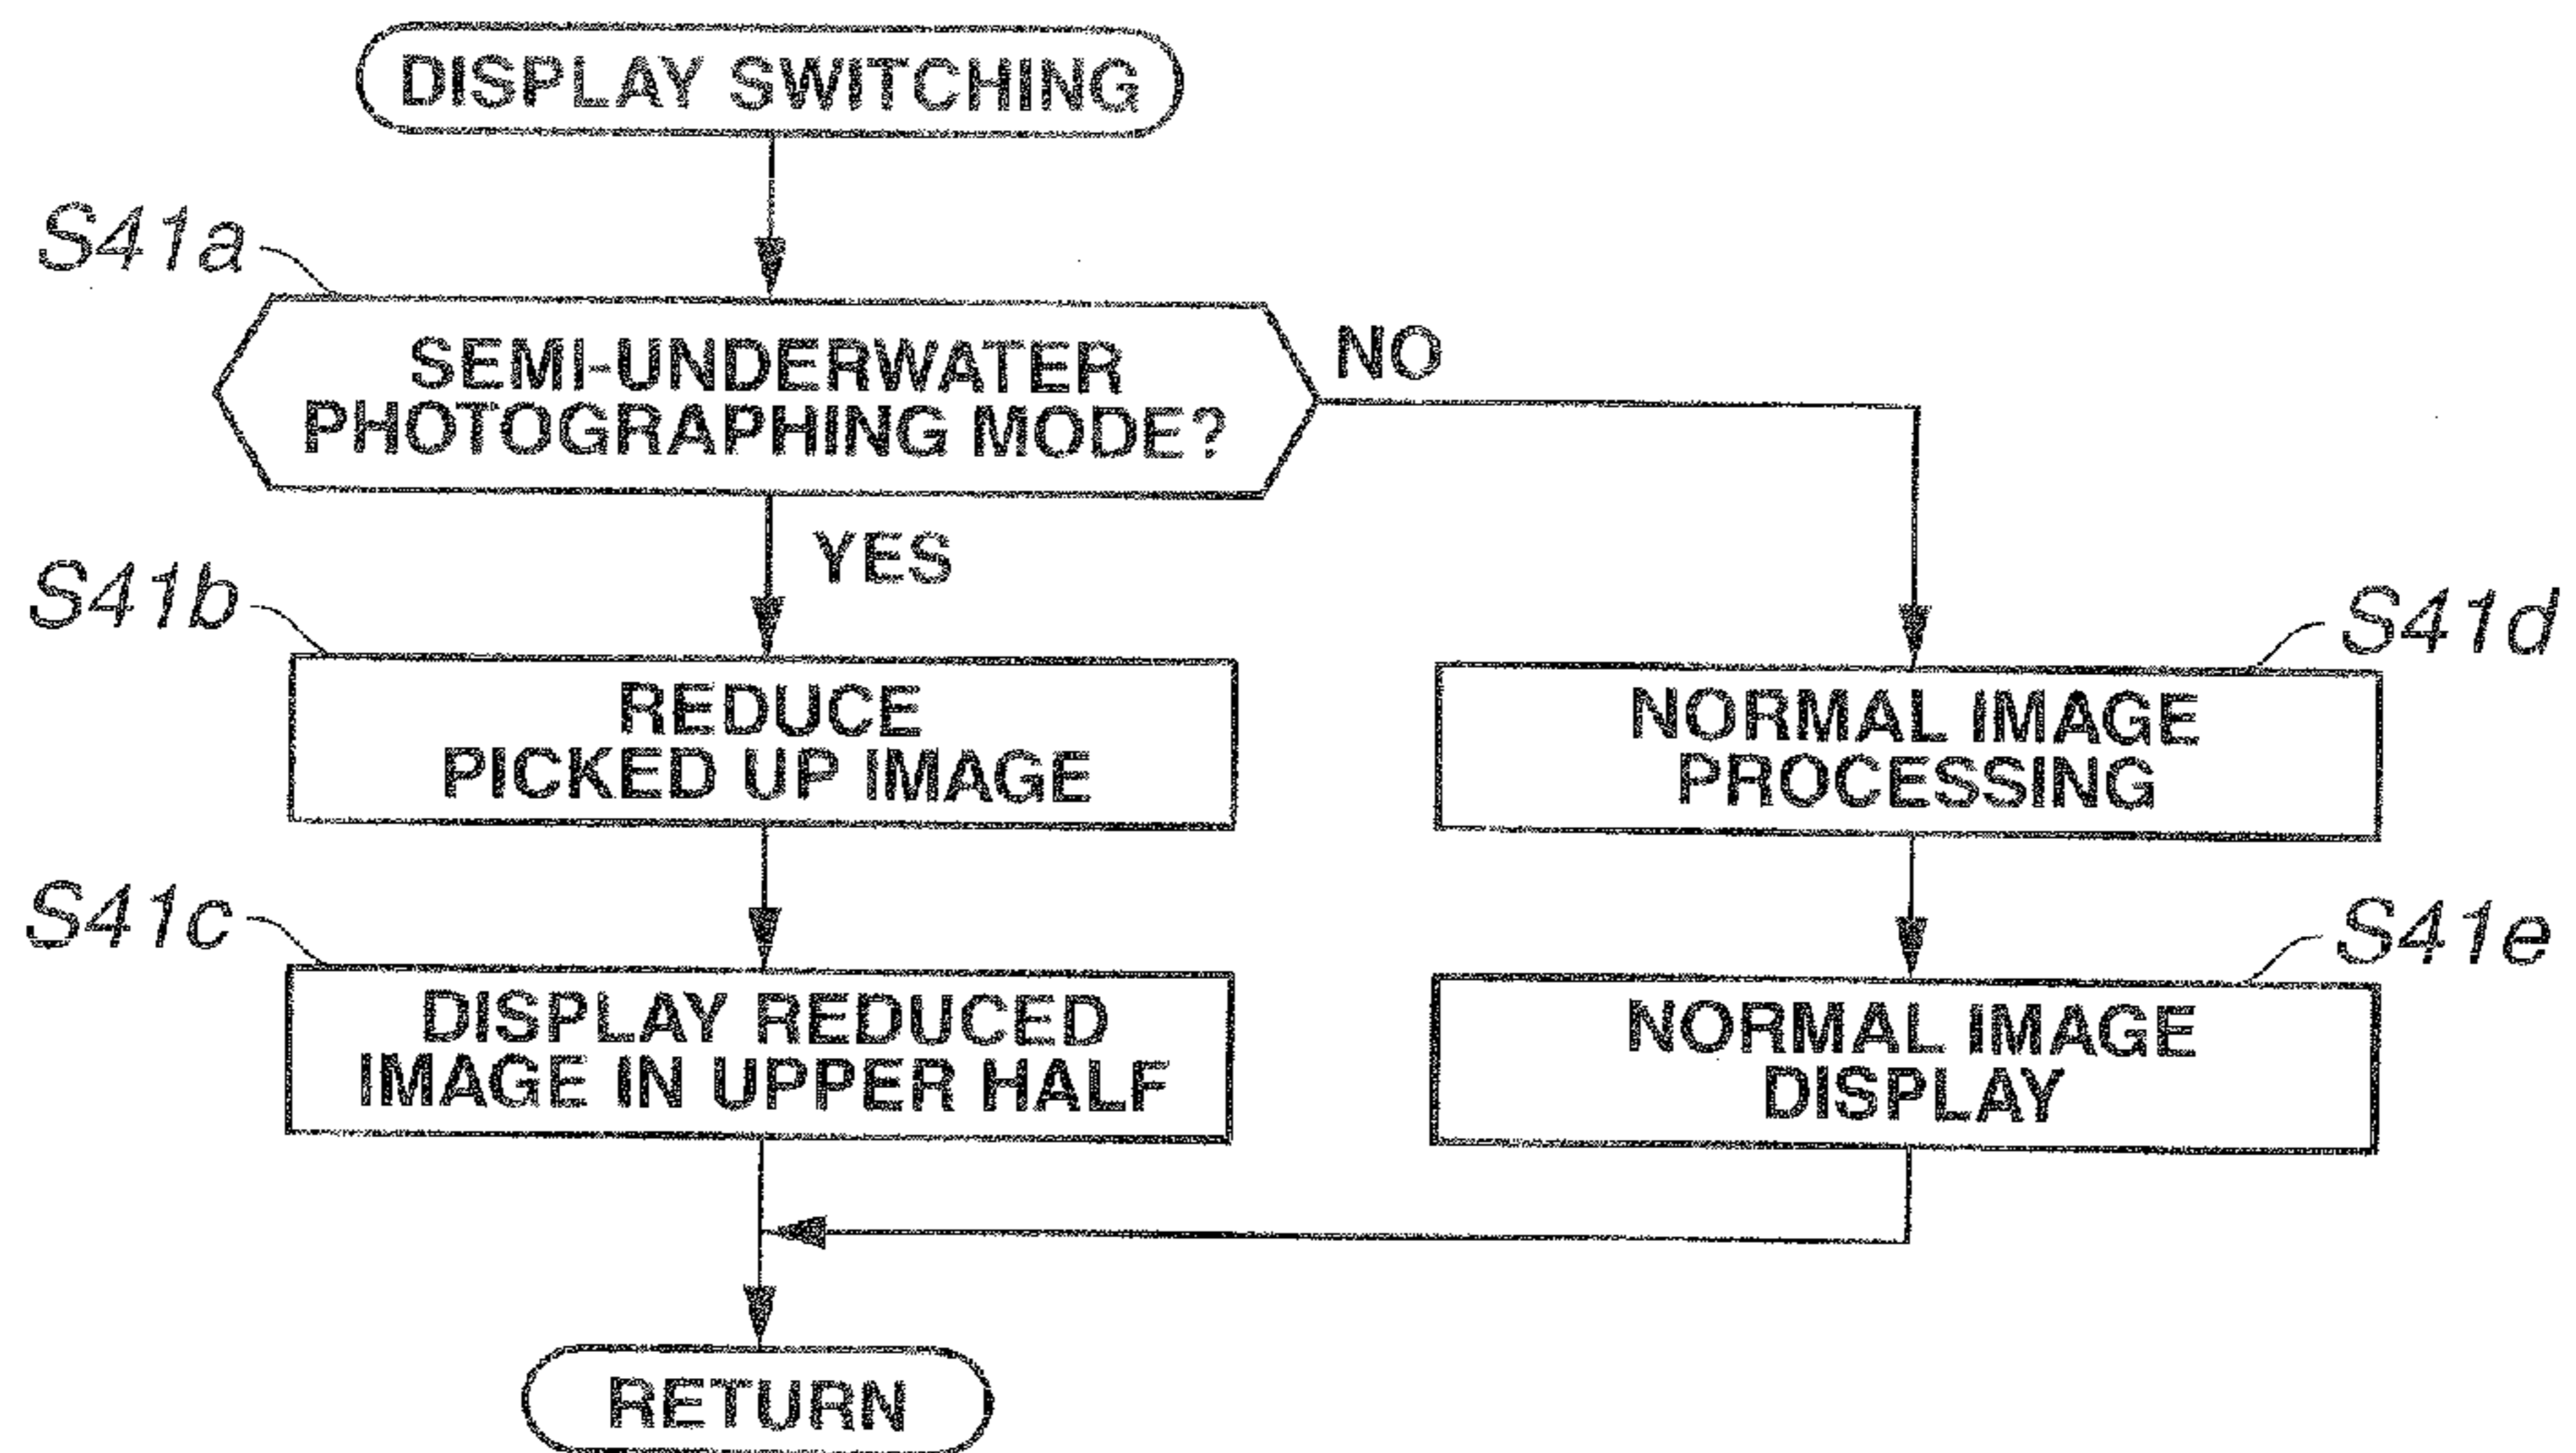 DISPLAY SWITCHING
S41a
SEMI-UNDERWATER
PHOTOGRAPHING MODE?
NO
YES
S41b
REDUCE
PICKED UP IMAGE
S41c
DISPLAY REDUCED
IMAGE IN UPPER HALF
S41d
NORMAL IMAGE
PROCESSING
S41e
NORMAL IMAGE
DISPLAY
RETURN